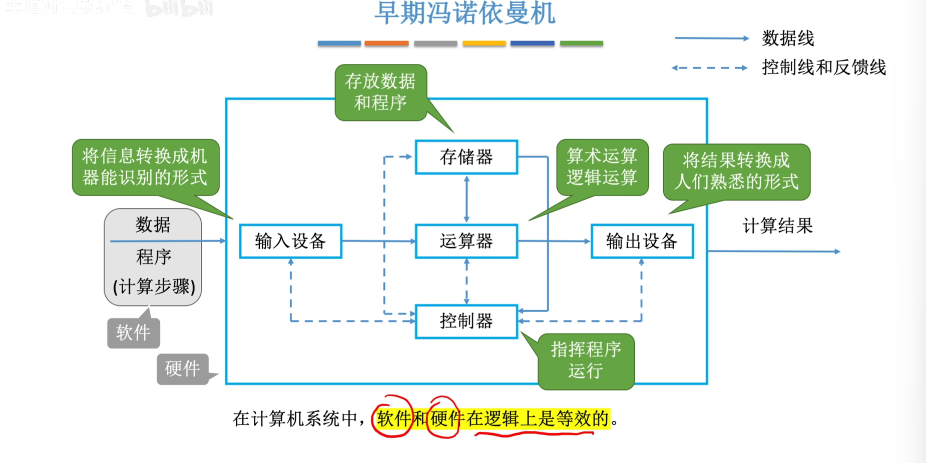 早期冯诺依曼机
bilibili
数据线
控制线和反馈线
存放数据
和程序
将信息转换成机
器能识别的形式
存储器
算术运算
逻辑运算
将结果转换成
人们熟悉的形式
数据
程序
(计算步骤)
输入设备
运算器
输出设备
计算结果
控制器
软件
硬件
指挥程序
运行
在计算机系统中，软件和硬件在逻辑上是等效的。